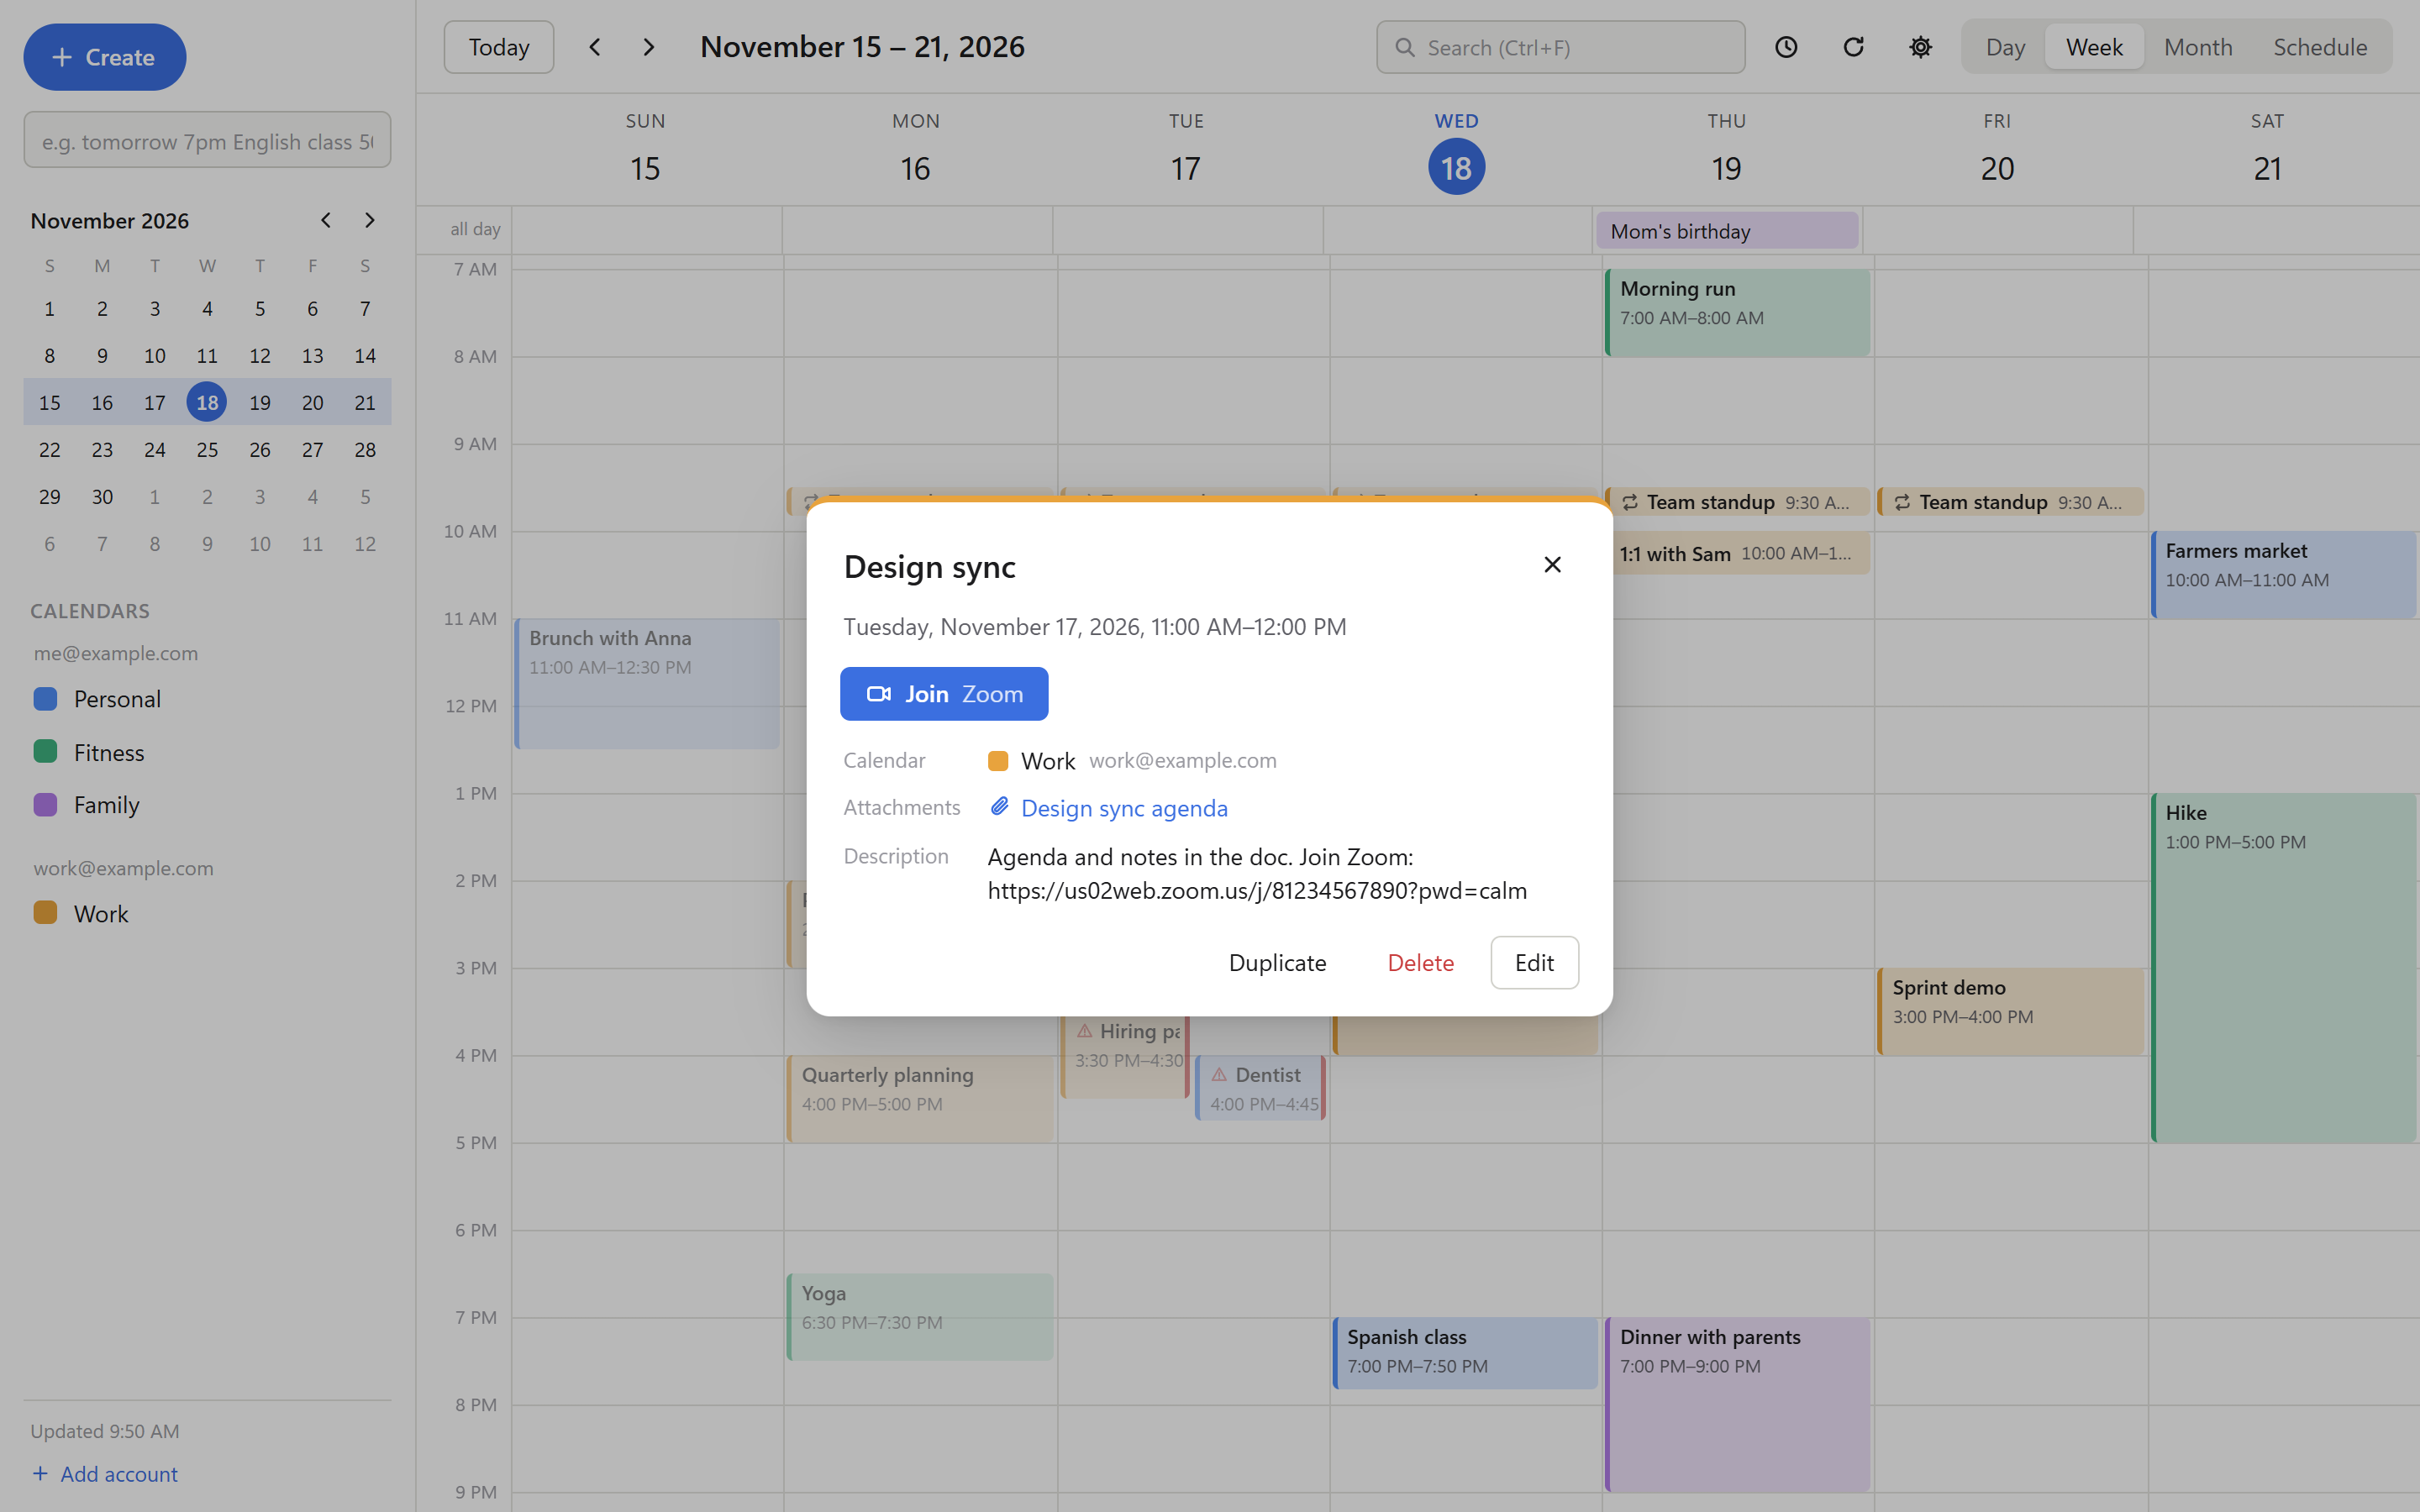 Create
e.g. tomorrow 7pm English class
November 2026
S M T W T F S
1 2 3 4 5 6 7
8 9 10 11 12 13 14
15 16 17 18 19 20 21
22 23 24 25 26 27 28
29 30 1 2 3 4 5
6 7 8 9 10 11 12
CALENDARS
me@example.com
Personal
Fitness
Family
work@example.com
Work
Updated 9:50 AM
Add account
Today
November 15 – 21, 2026
Search (Ctrl+F)
Day Week Month Schedule
SUN MON TUE WED THU FRI SAT
15 16 17 18 19 20 21
all day
Mom's birthday
7 AM
8 AM
9 AM
10 AM
11 AM
12 PM
1 PM
2 PM
3 PM
4 PM
5 PM
6 PM
7 PM
8 PM
9 PM
Brunch with Anna
11:00 AM–12:30 PM
Quarterly planning
4:00 PM–5:00 PM
Yoga
6:30 PM–7:30 PM
Hiring
3:30 PM–4:30
Dentist
4:00 PM–4:45
Spanish class
7:00 PM–7:50 PM
Morning run
7:00 AM–8:00 AM
Team standup 9:30 A...
1:1 with Sam 10:00 AM–1...
Dinner with parents
7:00 PM–9:00 PM
Team standup 9:30 A...
Sprint demo
3:00 PM–4:00 PM
Farmers market
10:00 AM–11:00 AM
Hike
1:00 PM–5:00 PM
Design sync
Tuesday, November 17, 2026, 11:00 AM–12:00 PM
Join Zoom
Calendar Work work@example.com
Attachments Design sync agenda
Description Agenda and notes in the doc. Join Zoom:
https://us02web.zoom.us/j/81234567890?pwd=calm
Duplicate Delete Edit